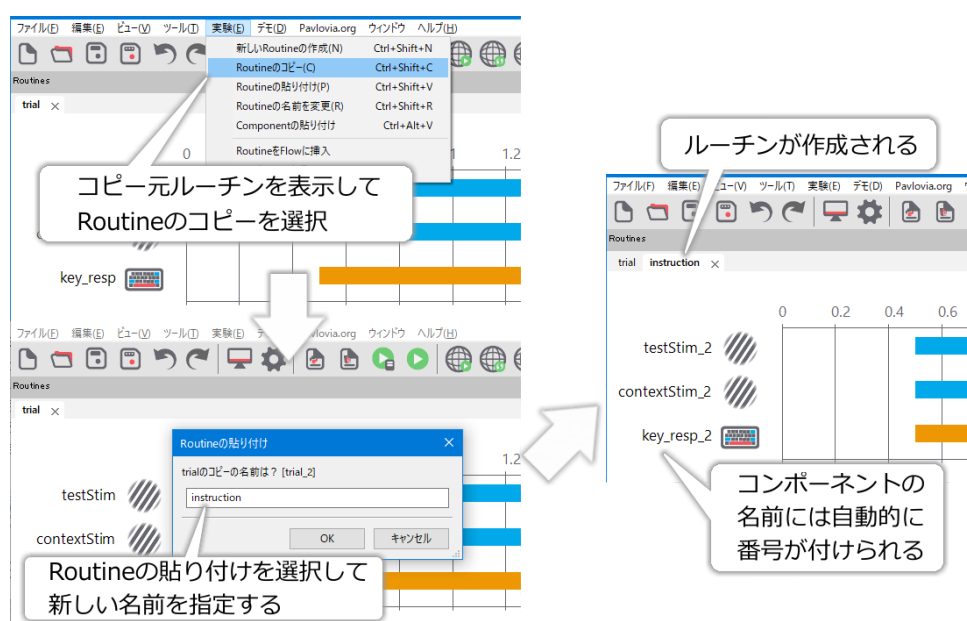 ファイル(F) 編集(E) ビュー(V) ツール(T) 実験(E) デモ(D) Pavlovia.org ウィンドウ ヘルプ(H)
新しいRoutineの作成(N) Ctrl+Shift+N
Routineのコピー(C) Ctrl+Shift+C
Routineの貼り付け(P) Ctrl+Shift+V
Routineの名前を変更(R) Ctrl+Shift+R
Componentの貼り付け Ctrl+Alt+V
RoutineをFlowに挿入
Routines
trial
0 1 1.2
コピー元ルーチンを表示して
Routineのコピーを選択
key_resp
ファイル(F) 編集(E) ビュー(V) ツール(T) 実験(E) Pavlovia.org ウィンドウ ヘルプ(H)
Routines
trial
Routineの貼り付け
trialのコピーの名前は? [trial_2]
instruction
OK キャンセル
1.2
testStim
contextStim
Routineの貼り付けを選択して
新しい名前を指定する
ルーチンが作成される
ファイル(F) 編集(E) ビュー(V) ツール(T) 実験(E) デモ(D) Pavlovia.org
Routines
trial instruction
0 0.2 0.4 0.6
testStim_2
contextStim_2
key_resp_2
コンポーネントの
名前には自動的に
番号が付けられる